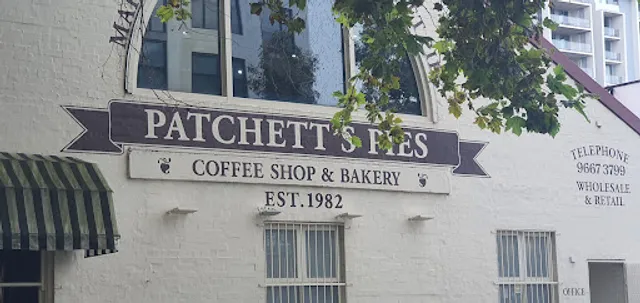 PATCHETT'S PIES
COFFEE SHOP & BAKERY
EST. 1982
TELEPHONE
9667 3799
WHOLESALE
& RETAIL
OFFICE